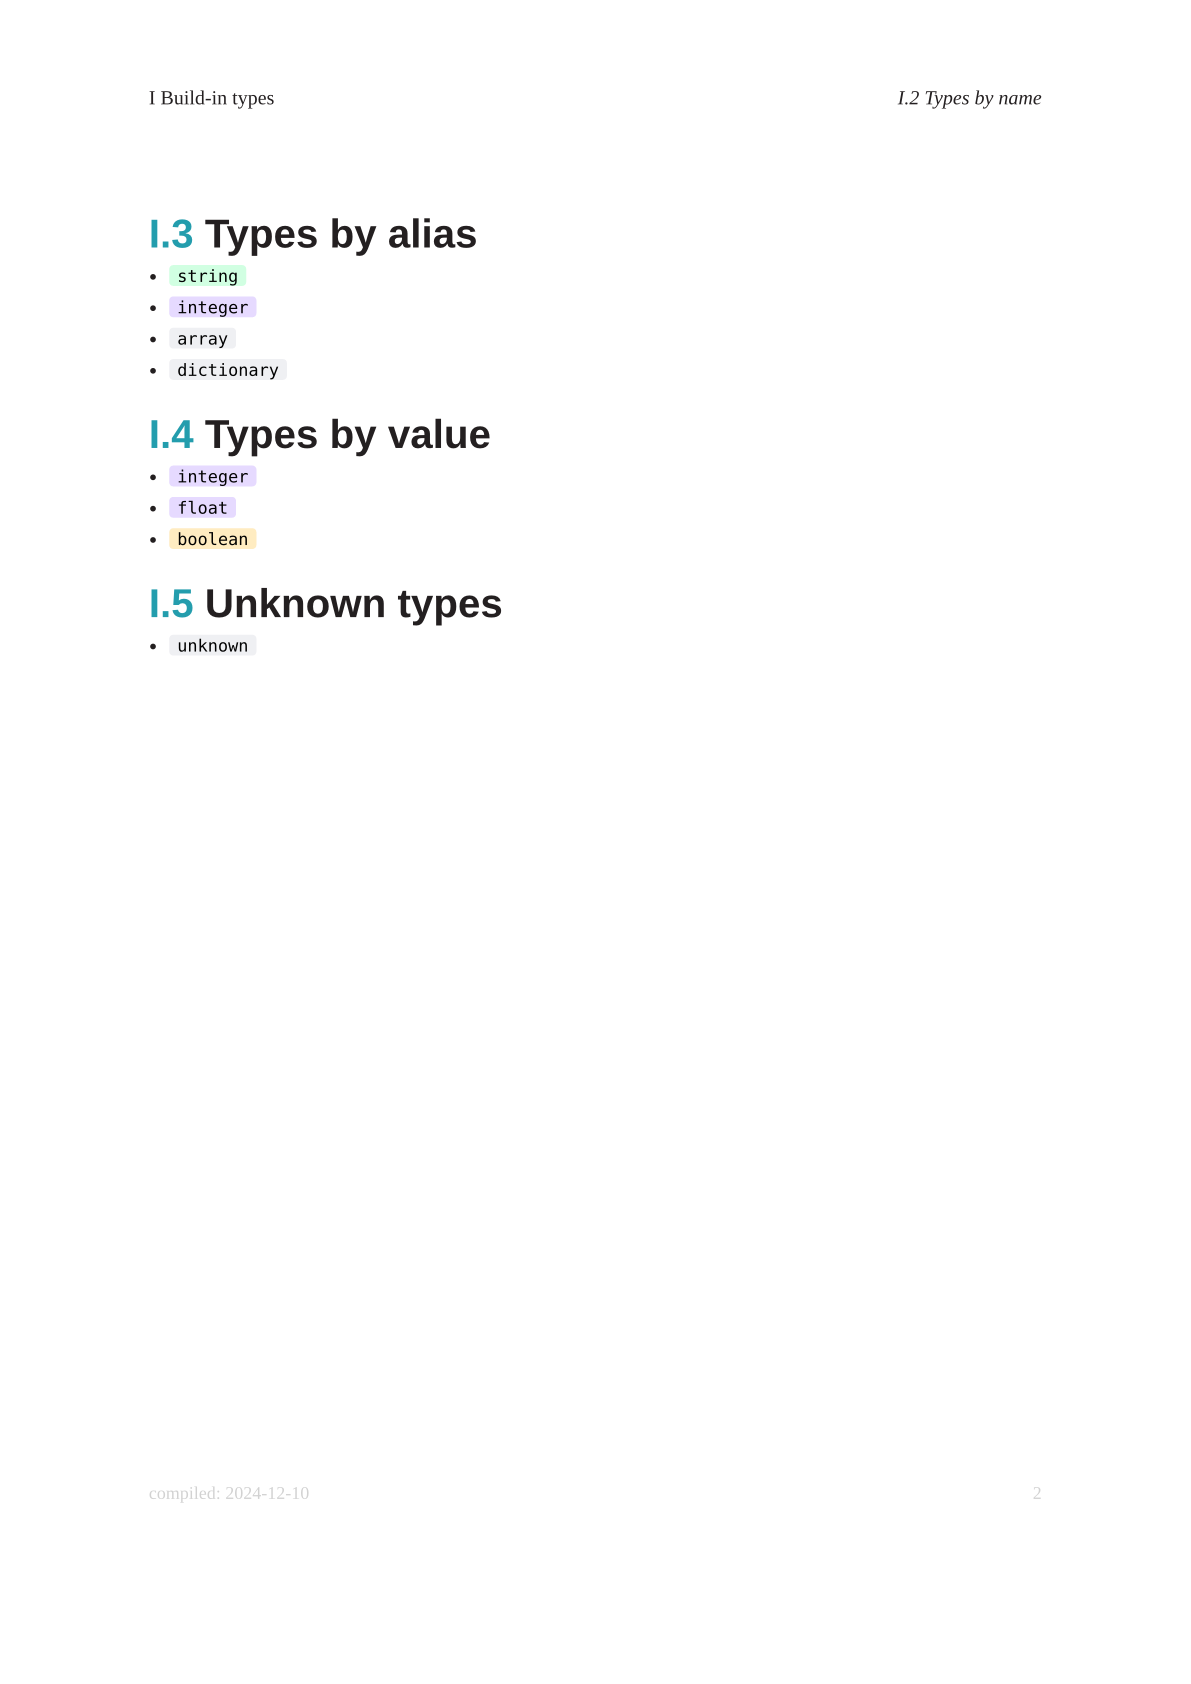 I Build-in types
I.2 Types by name
I.3 Types by alias
• string
• integer
• array
• dictionary
I.4 Types by value
• integer
• float
• boolean
I.5 Unknown types
• unknown
compiled: 2024-12-10
2